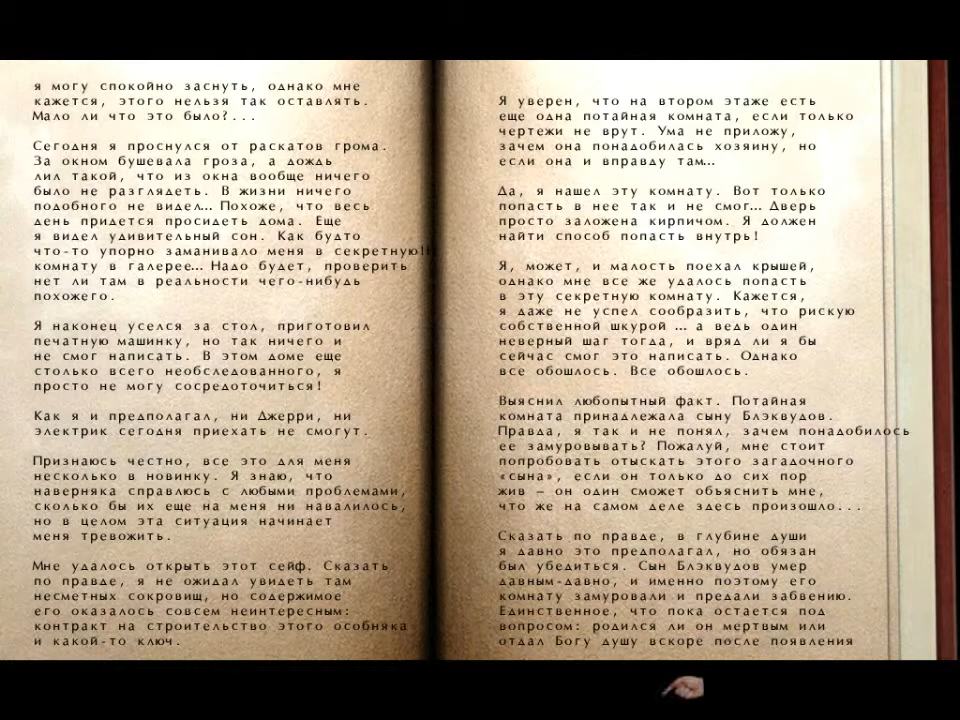 я могу спокойно заснуть, однако мне
кажется, этого нельзя так оставлять.
Мало ли что это было?...
Сегодня я проснулся от раскатов грома.
За окном бушевала гроза, а дождь
лил такой, что из окна вообще ничего
было не разглядеть. В жизни ничего
подобного не видел... Похоже, что весь
день придется просидеть дома. Еще
я видел удивительный сон. Как будто
что-то упорно заманивало меня в секретную!!
комнату в галерее... Надо будет, проверить
нет ли там в реальности чего-нибудь
похожего.
Я наконец уселся за стол, приготовил
печатную машинку, но так ничего и
не смог написать. В этом доме еще
столько всего необследованного, я
просто не могу сосредоточиться!
Как я и предполагал, ни Джерри, ни
электрик сегодня приехать не смогут.
Признаюсь честно, все это для меня
несколько в новинку. Я знаю, что
наверняка справлюсь с любыми проблемами,
сколько бы их еще на меня ни навалилось,
но в целом эта ситуация начинает
меня тревожить.
Мне удалось открыть этот сейф. Сказать
по правде, я не ожидал увидеть там
несметных сокровищ, но содержимое
его оказалось совсем неинтересным:
контракт на строительство этого особняка
и какой-то ключ.
Я уверен, что на втором этаже есть
еще одна потайная комната, если только
чертежи не врут. Ума не приложу,
зачем она понадобилась хозяину, но
если она и вправду там...
Да, я нашел эту комнату. Вот только
попасть в нее так и не смог... Дверь
просто заложена кирпичом. Я должен
найти способ попасть внутрь!
Я, может, и малость поехал крышей,
однако мне все же удалось попасть
в эту секретную комнату. Кажется,
я даже не успел сообразить, что рискую
собственной шкурой ... а ведь один
неверный шаг тогда, и вряд ли я бы
сейчас смог это написать. Однако
все обошлось. Все обошлось.
Выяснил любопытный факт. Потайная
комната принадлежала сыну Блэквудов.
Правда, я так и не понял, зачем понадобилось
ее замуровывать? Пожалуй, мне стоит
попробовать отыскать этого загадочного
«сына», если он только до сих пор
жив – он один сможет объяснить мне,
что же на самом деле здесь произошло...
Сказать по правде, в глубине души
я давно это предполагал, но обязан
был убедиться. Сын Блэквудов умер
давным-давно, и именно поэтому его
комнату замуровали и предали забвению.
Единственное, что пока остается под
вопросом: родился ли он мертвым или
отдал Богу душу вскоре после появления